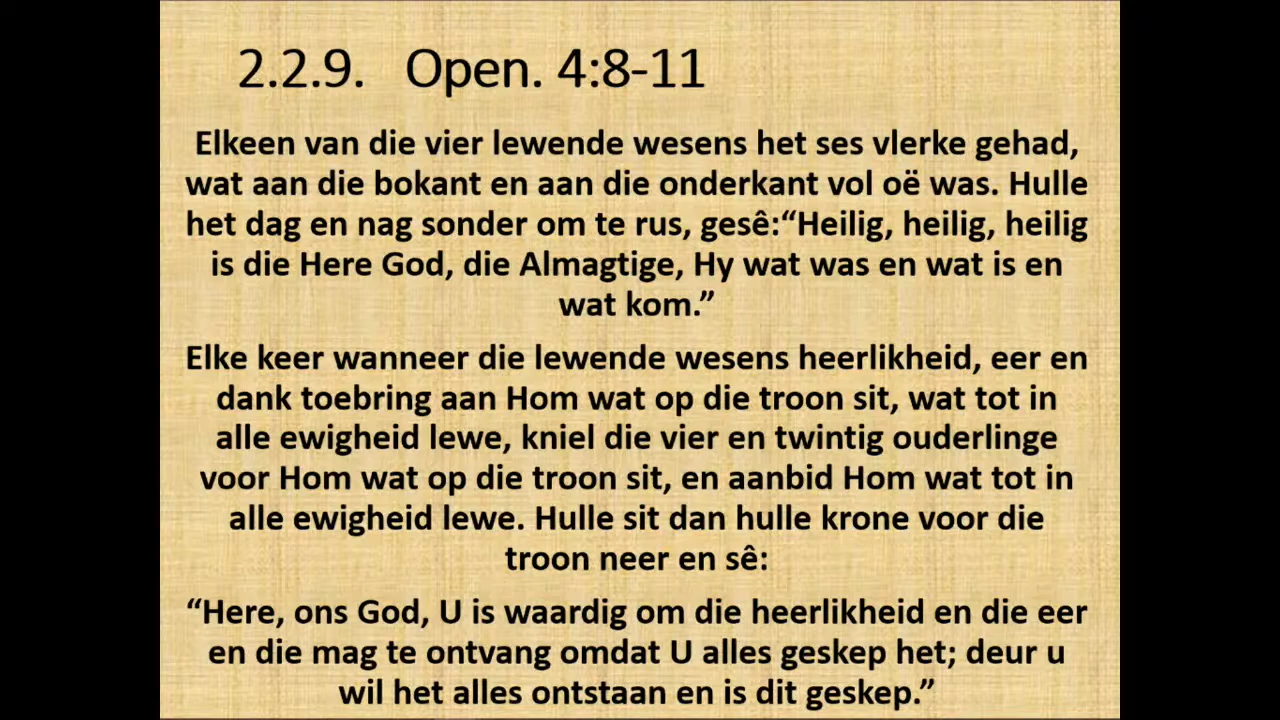 2.2.9. Open. 4:8-11
Elkeen van die vier lewende wesens het ses vlerke gehad,
wat aan die bokant en aan die onderkant vol oë was. Hulle
het dag en nag sonder om te rus, gesê:“Heilig, heilig, heilig
is die Here God, die Almagtige, Hy wat was en wat is en
wat kom.”
Elke keer wanneer die lewende wesens heerlikheid, eer en
dank toebring aan Hom wat op die troon sit, wat tot in
alle ewigheid lewe, kniel die vier en twintig ouderlinge
voor Hom wat op die troon sit, en aanbid Hom wat tot in
alle ewigheid lewe. Hulle sit dan hulle krone voor die
troon neer en sê:
“Here, ons God, U is waardig om die heerlikheid en die eer
en die mag te ontvang omdat U alles geskep het; deur u
wil het alles ontstaan en is dit geskep.”